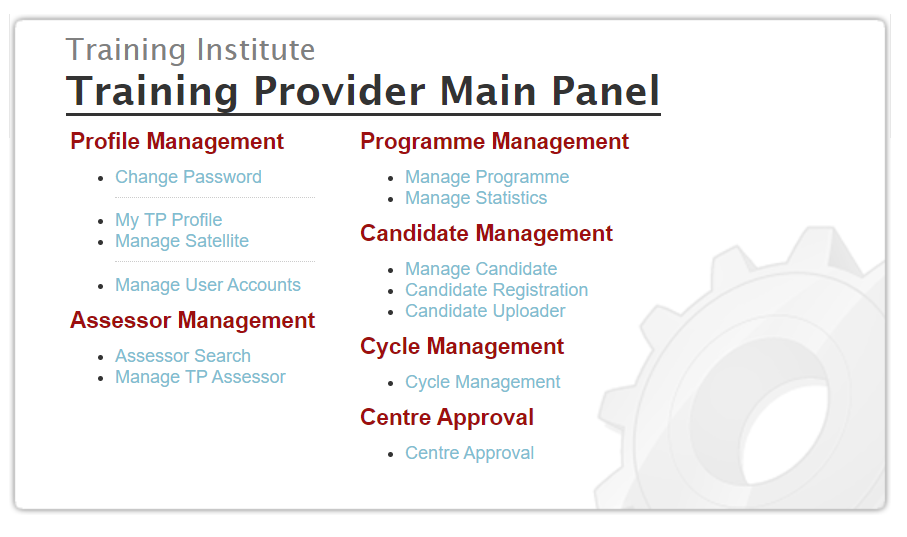 Training Institute
Training Provider Main Panel
Profile Management
Change Password
My TP Profile
Manage Satellite
Manage User Accounts
Assessor Management
Assessor Search
Manage TP Assessor
Programme Management
Manage Programme
Manage Statistics
Candidate Management
Manage Candidate
Candidate Registration
Candidate Uploader
Cycle Management
Cycle Management
Centre Approval
Centre Approval